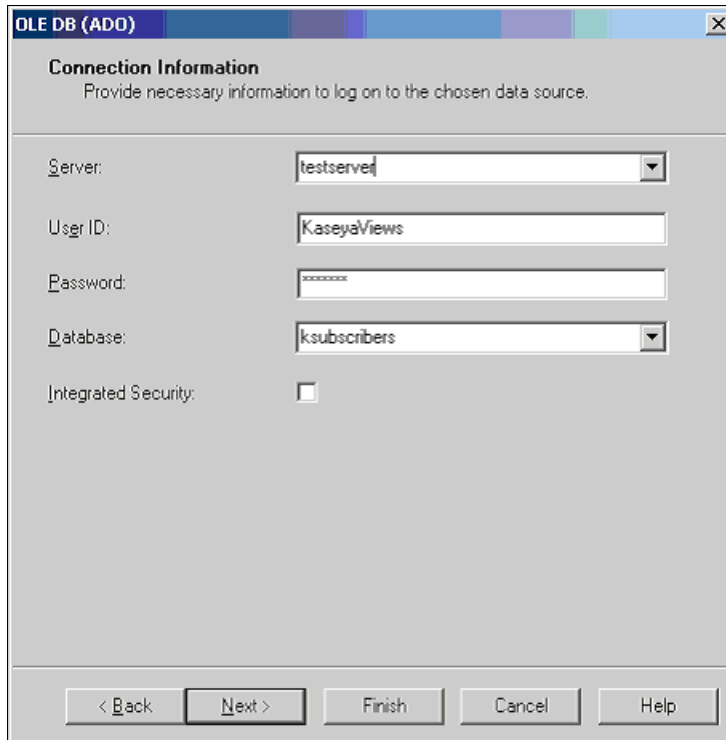 OLE DB (ADO)
Connection Information
Provide necessary information to log on to the chosen data source.
Server: testserver
User ID: KaseyaViews
Password: *******
Database: ksubscribers
Integrated Security:
< Back Next > Finish Cancel Help